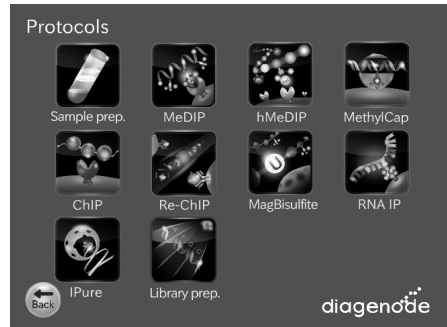 Protocols
Sample prep. MeDIP hMeDIP MethylCap
ChIP Re-ChIP MagBisulfite RNA IP
U
IPure Library prep.
Back
diagenode